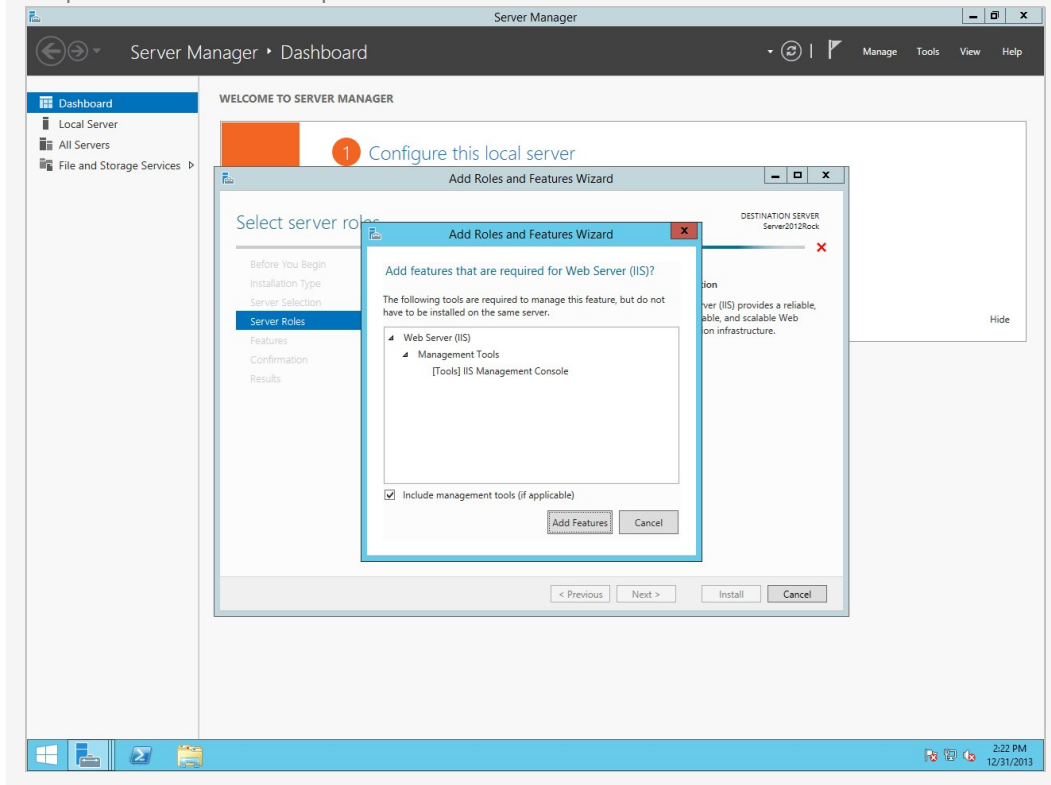 Server Manager
Server Manager • Dashboard
Manage Tools View Help
Dashboard
Local Server
All Servers
File and Storage Services
WELCOME TO SERVER MANAGER
1 Configure this local server
Hide
Add Roles and Features Wizard
Select server
DESTINATION SERVER
Server2012Rock
Before You Begin
Installation Type
Server Selection
Server Roles
Features
Confirmation
Results
(IIS) provides a reliable,
and scalable Web
infrastructure.
Add Roles and Features Wizard
Add features that are required for Web Server (IIS)?
The following tools are required to manage this feature, but do not
have to be installed on the same server.
Web Server (IIS)
Management Tools
[Tools] IIS Management Console
Include management tools (if applicable)
Add Features Cancel
< Previous Next > Install Cancel
2:22 PM
12/31/2013